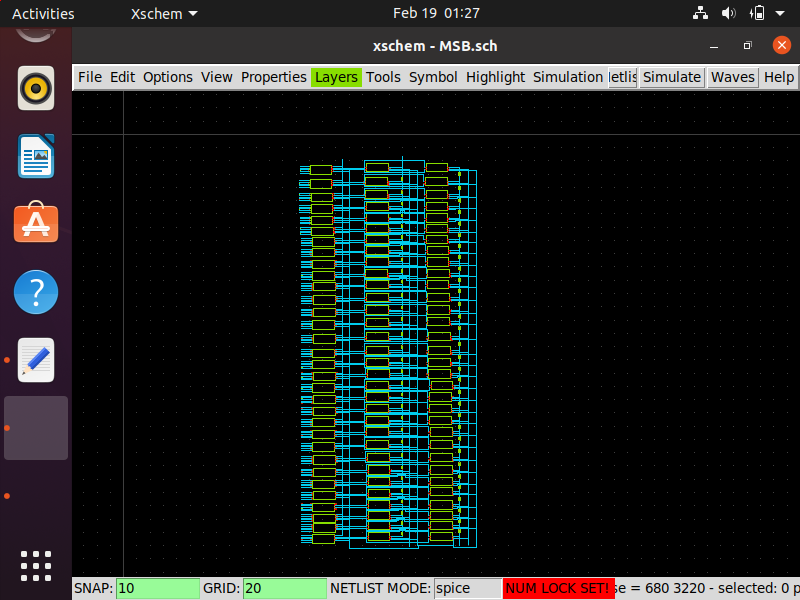 Activities Xschem Feb 19 01:27
xschem - MSB.sch
File Edit Options View Properties Layers Tools Symbol Highlight Simulation etlis Simulate Waves Help
SNAP: 10 GRID: 20 NETLIST MODE: spice NUM LOCK SET! se = 680 3220 - selected: 0 p